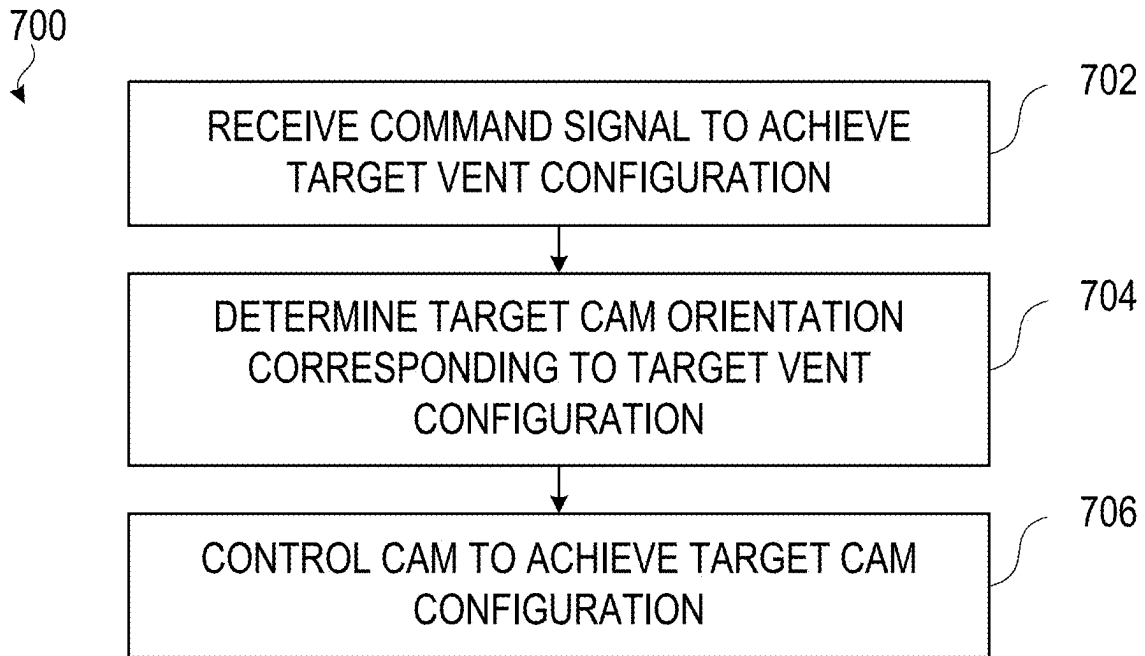 700
702
RECEIVE COMMAND SIGNAL TO ACHIEVE
TARGET VENT CONFIGURATION
704
DETERMINE TARGET CAM ORIENTATION
CORRESPONDING TO TARGET VENT
CONFIGURATION
706
CONTROL CAM TO ACHIEVE TARGET CAM
CONFIGURATION